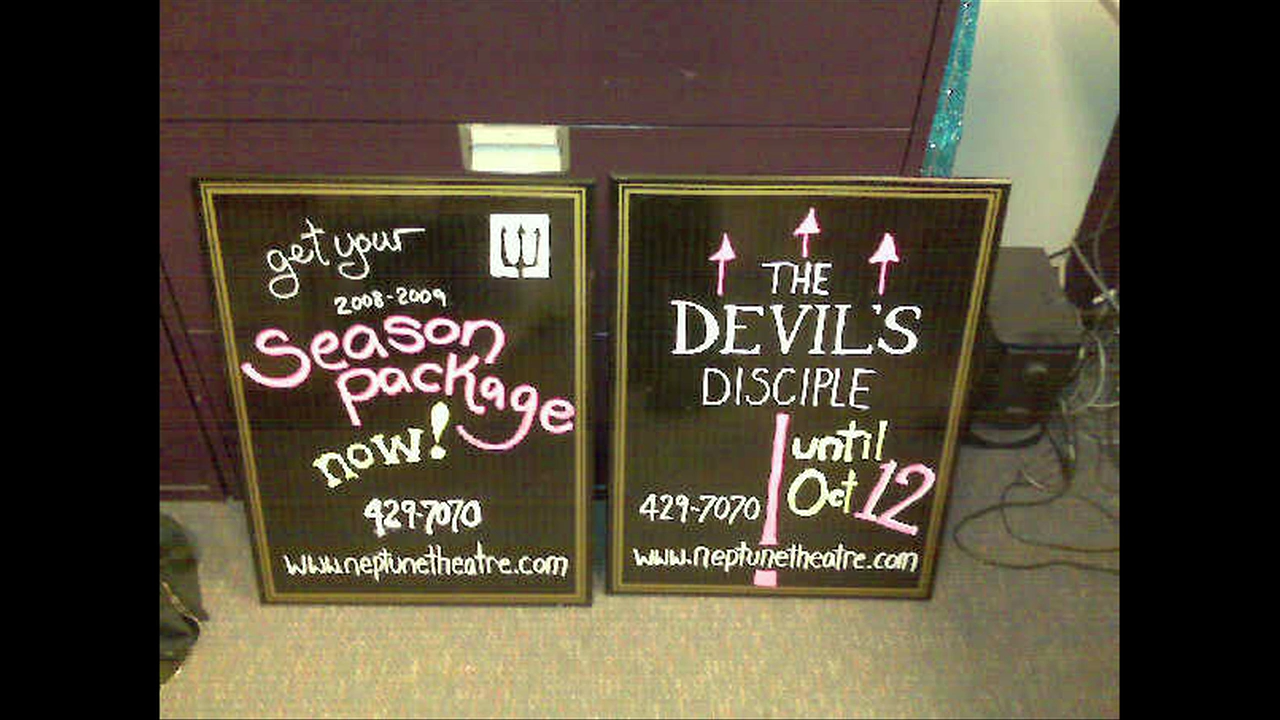 get your
2008-2009
Season
package
now!
429-7070
www.neptunetheatre.com
THE
DEVIL'S
DISCIPLE
until
Oct 12
429-7070
www.neptunetheatre.com